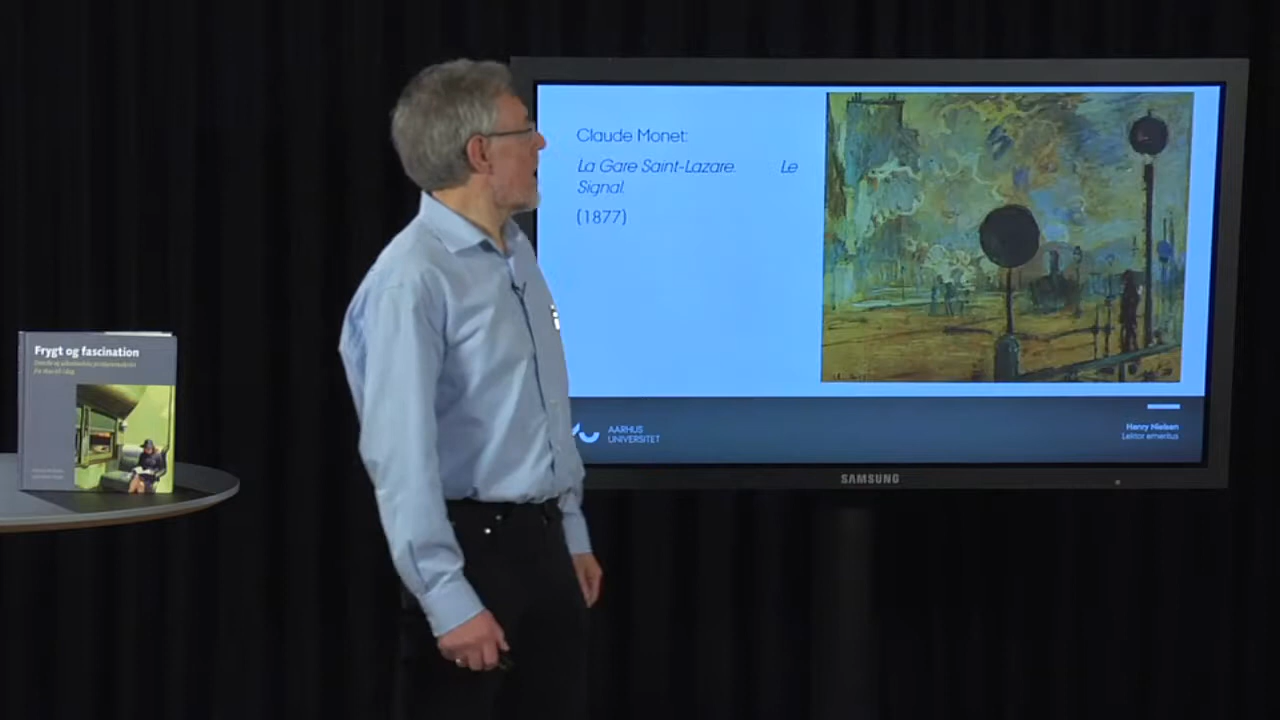 Frygt og fascination
Claude Monet:
La Gare Saint-Lazare. Le
Signal.
(1877)
AARHUS
UNIVERSITET
Henry Nielsen
Lektor emeritus
SAMSUNG